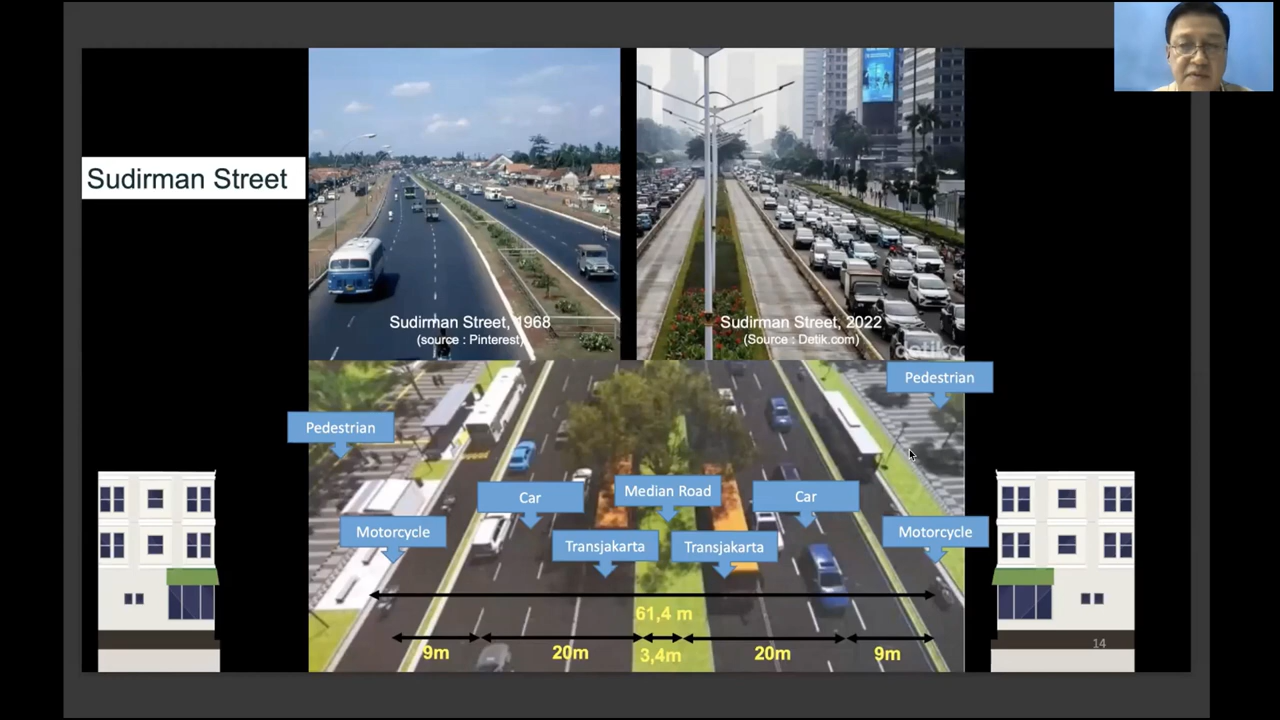 Sudirman Street
Sudirman Street, 1968
(source : Pinterest)
Sudirman Street, 2022
(Source : Detik.com)
detikco
Pedestrian
Pedestrian
Car
Median Road
Car
Motorcycle
Transjakarta
Transjakarta
Motorcycle
61,4 m
9m
20m
3,4m
20m
9m
14